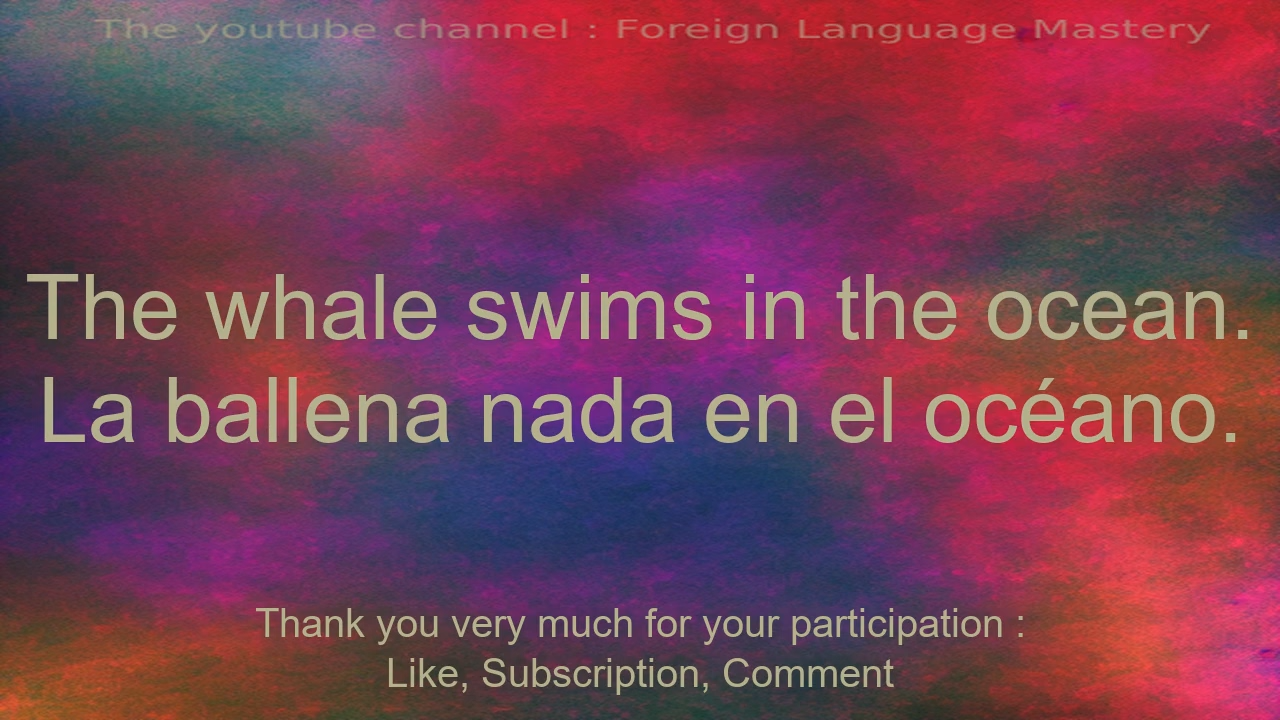 The youtube channel : Foreign Language Mastery
The whale swims in the ocean.
La ballena nada en el océano.
Thank you very much for your participation :
Like, Subscription, Comment